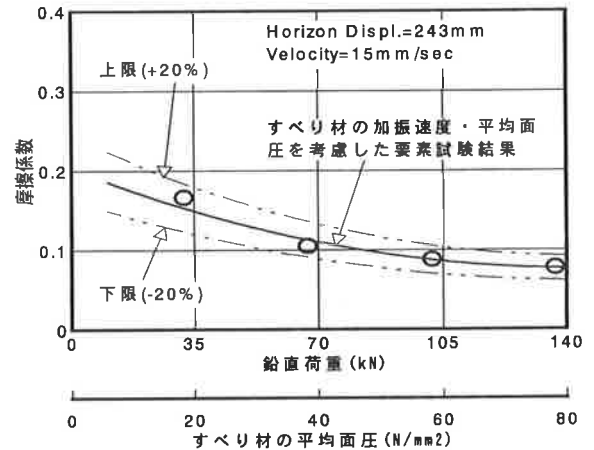 0.4
Horizon Displ.=243mm
Velocity=15mm/sec
上限(+20%)
0.3
すべり材の加振速度・平均面
圧を考慮した要素試験結果
0.2
摩擦係数
0.1
下限(-20%)
0
0 35 70 105 140
鉛直荷重(kN)
0 20 40 60 80
すべり材の平均面圧(N/mm2)